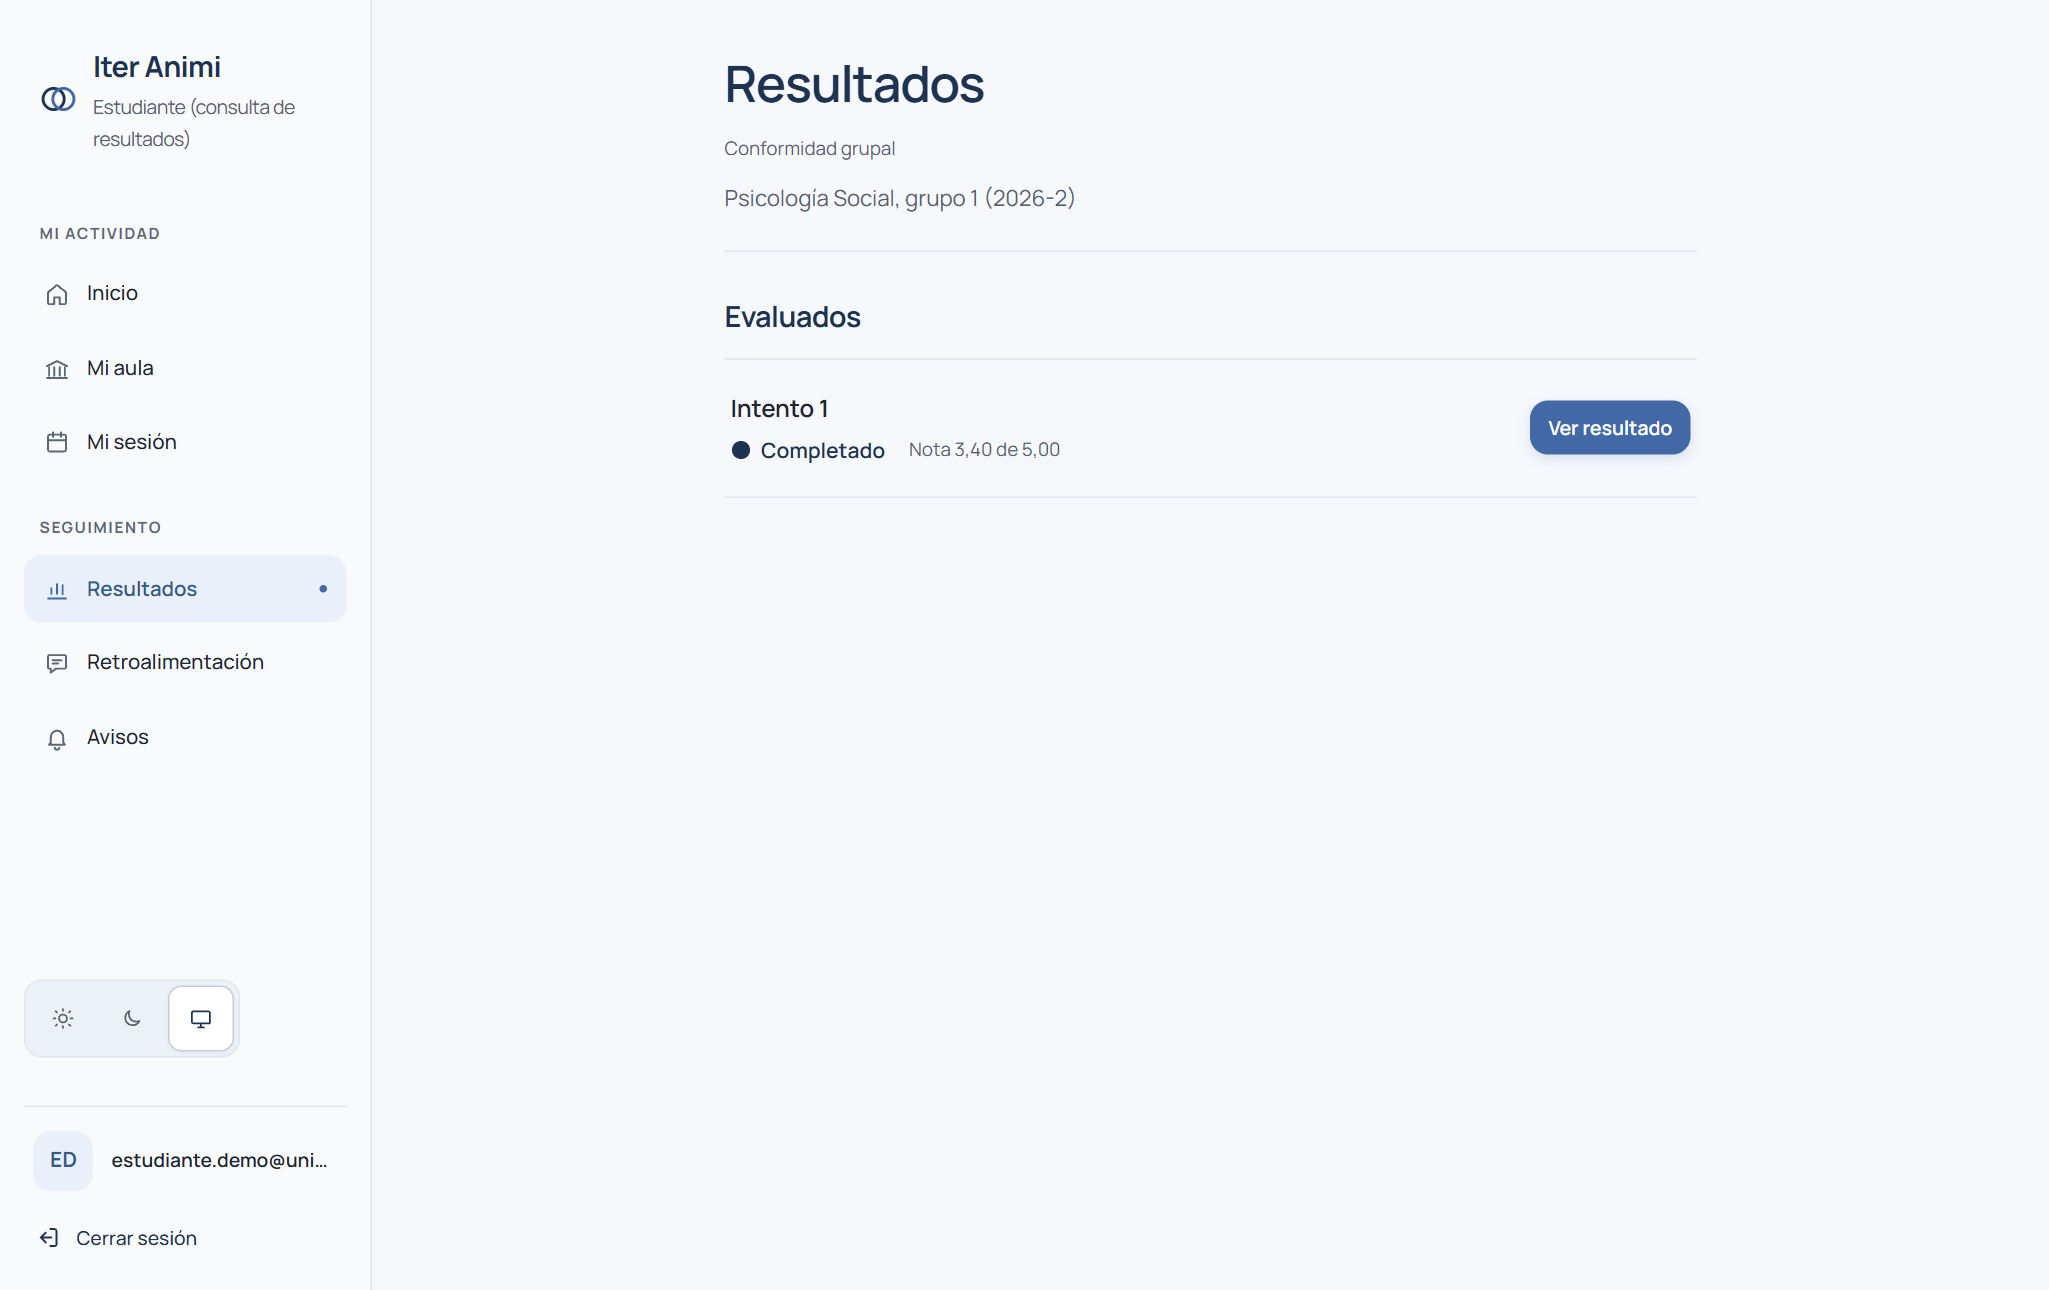 Iter Animi
Estudiante (consulta de
resultados)
MI ACTIVIDAD
Inicio
Mi aula
Mi sesión
SEGUIMIENTO
Resultados
Retroalimentación
Avisos
ED
estudiante.demo@uni...
Cerrar sesión
Resultados
Conformidad grupal
Psicología Social, grupo 1 (2026-2)
Evaluados
Intento 1
Completado Nota 3,40 de 5,00
Ver resultado